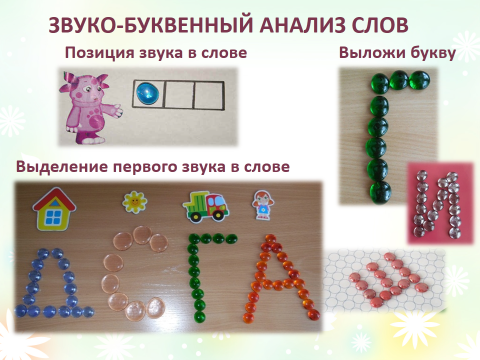 ЗВУКО-БУКВЕННЫЙ АНАЛИЗ СЛОВ
Позиция звука в слове
Выложи букву
Г
И
Выделение первого звука в слове
Д С Г А